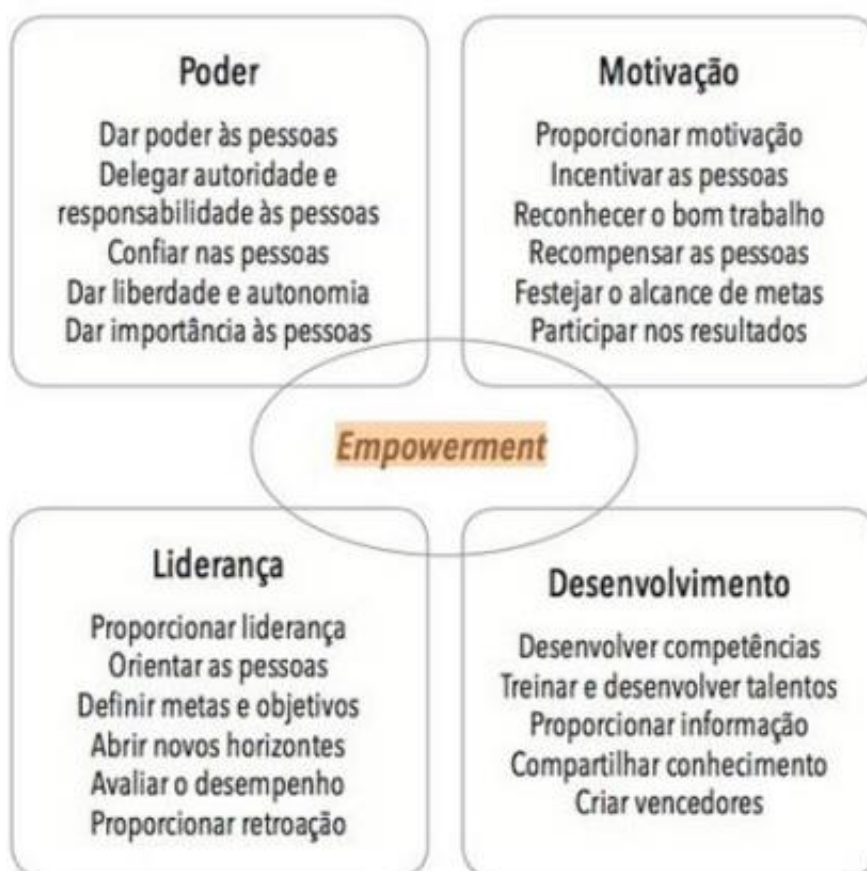 Poder
Dar poder às pessoas
Delegar autoridade e
responsabilidade às pessoas
Confiar nas pessoas
Dar liberdade e autonomia
Dar importância às pessoas
Motivação
Proporcionar motivação
Incentivar as pessoas
Reconhecer o bom trabalho
Recompensar as pessoas
Festejar o alcance de metas
Participar nos resultados
Empowerment
Liderança
Proporcionar liderança
Orientar as pessoas
Definir metas e objetivos
Abrir novos horizontes
Avaliar o desempenho
Proporcionar retroação
Desenvolvimento
Desenvolver competências
Treinar e desenvolver talentos
Proporcionar informação
Compartilhar conhecimento
Criar vencedores